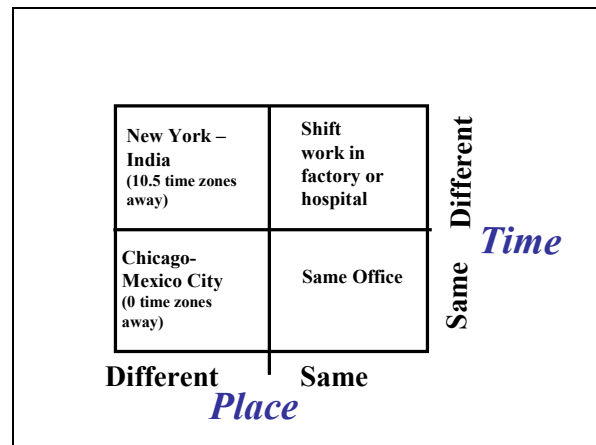 New York –
India
(10.5 time zones
away)
Shift
work in
factory or
hospital
Chicago-
Mexico City
(0 time zones
away)
Same Office
Different
Same
Time
Different
Same
Place